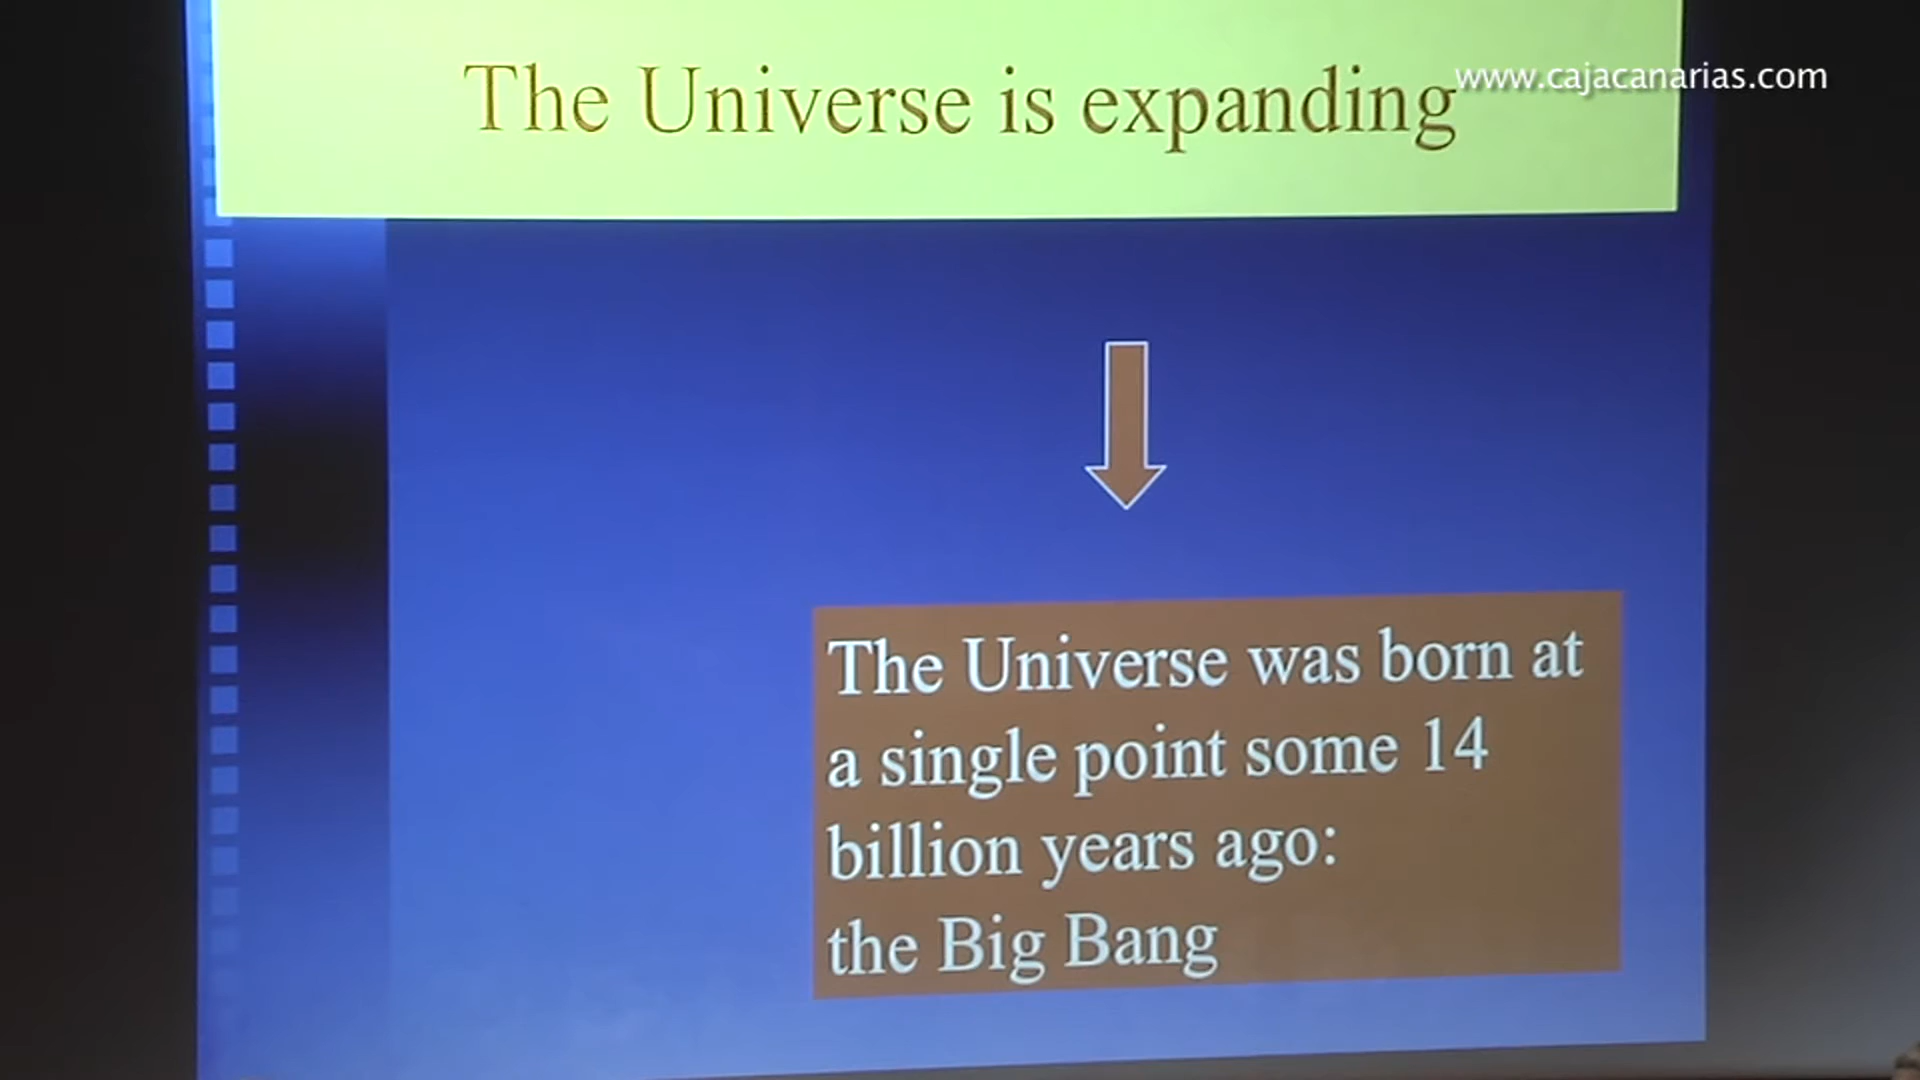 The Universe is expanding
www.cajacanarias.com
The Universe was born at
a single point some 14
billion years ago:
the Big Bang